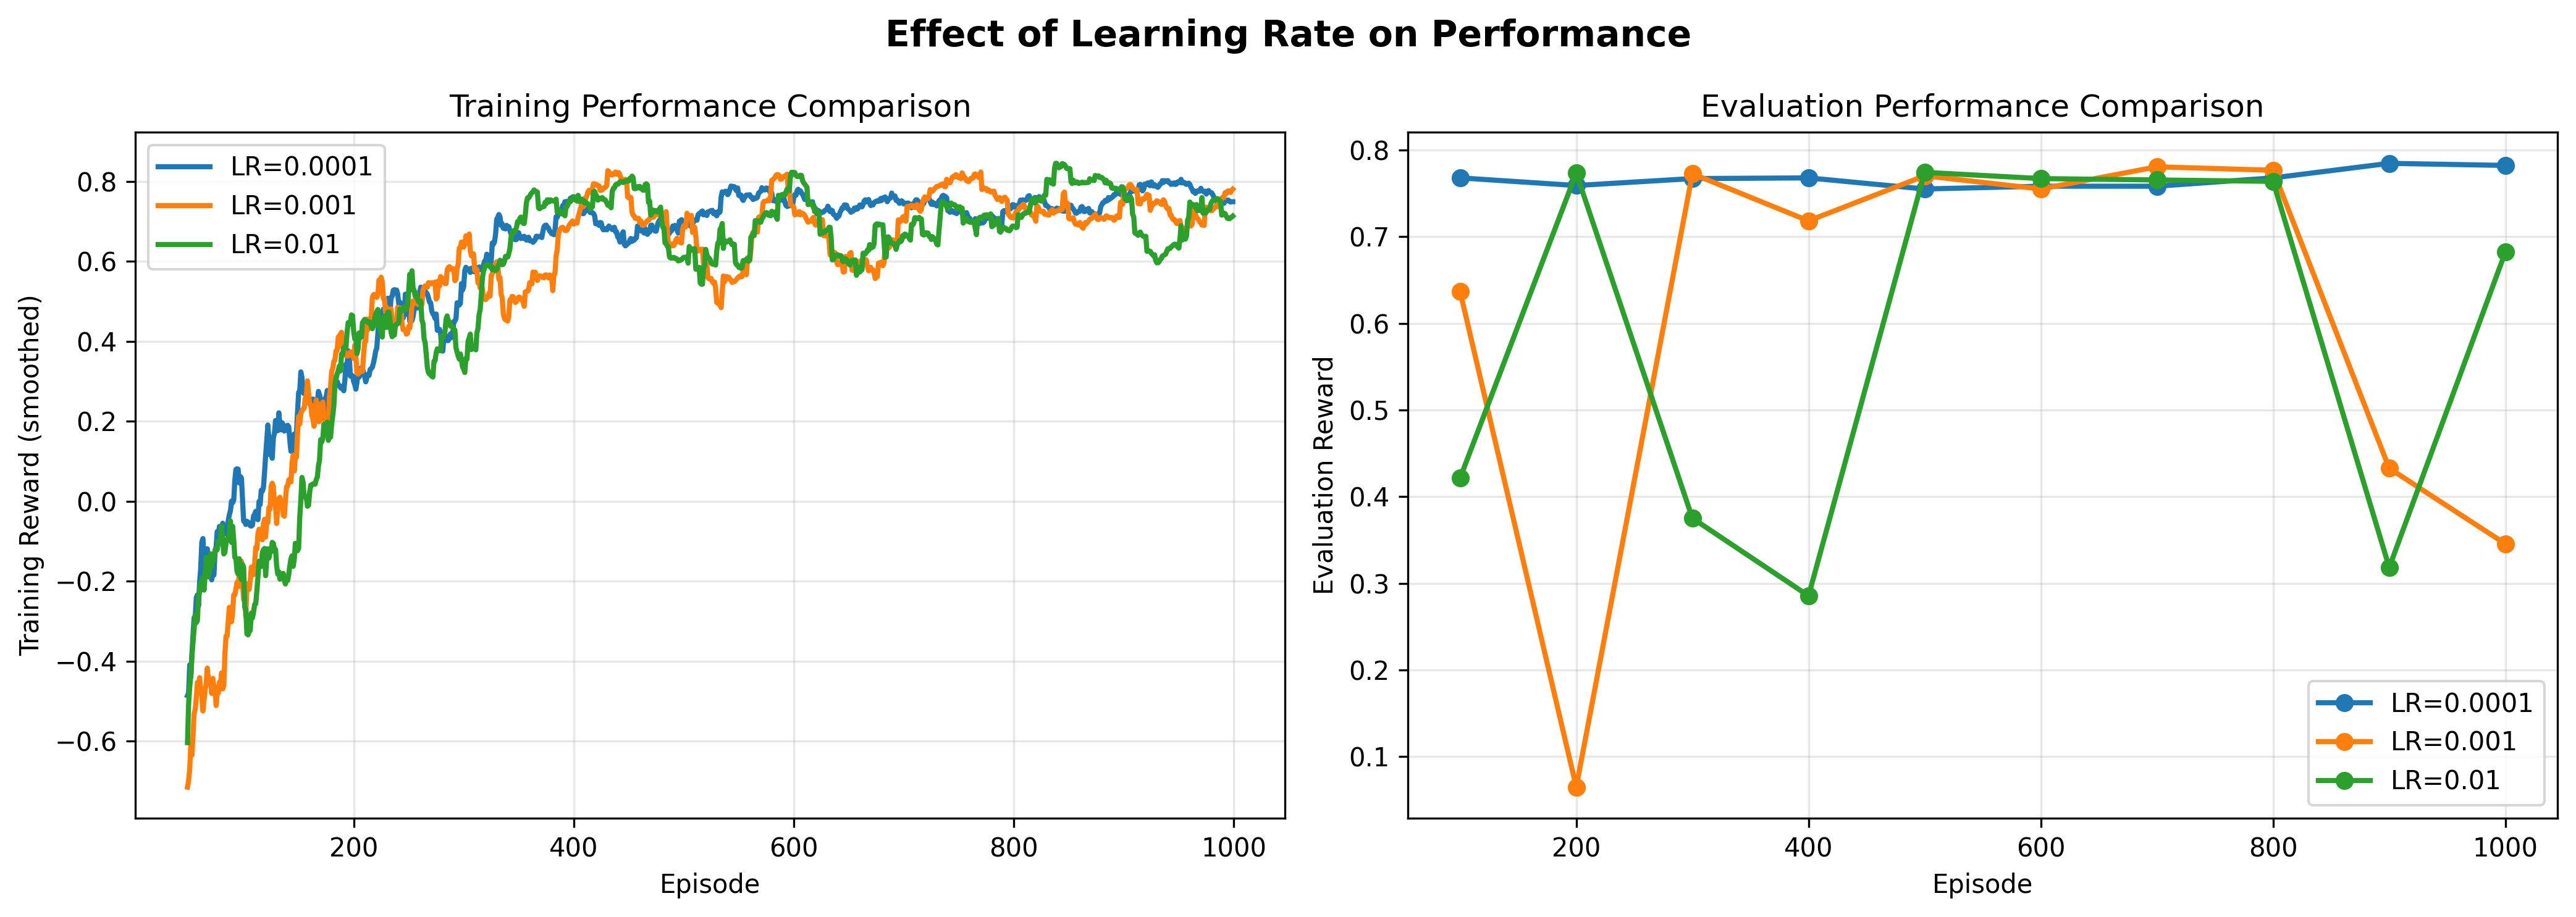 Effect of Learning Rate on Performance
Training Performance Comparison
LR=0.0001
LR=0.001
LR=0.01
Training Reward (smoothed)
0.8
0.6
0.4
0.2
0.0
−0.2
−0.4
−0.6
200
400
600
800
1000
Episode
Evaluation Performance Comparison
Evaluation Reward
0.8
0.7
0.6
0.5
0.4
0.3
0.2
0.1
LR=0.0001
LR=0.001
LR=0.01
200
400
600
800
1000
Episode